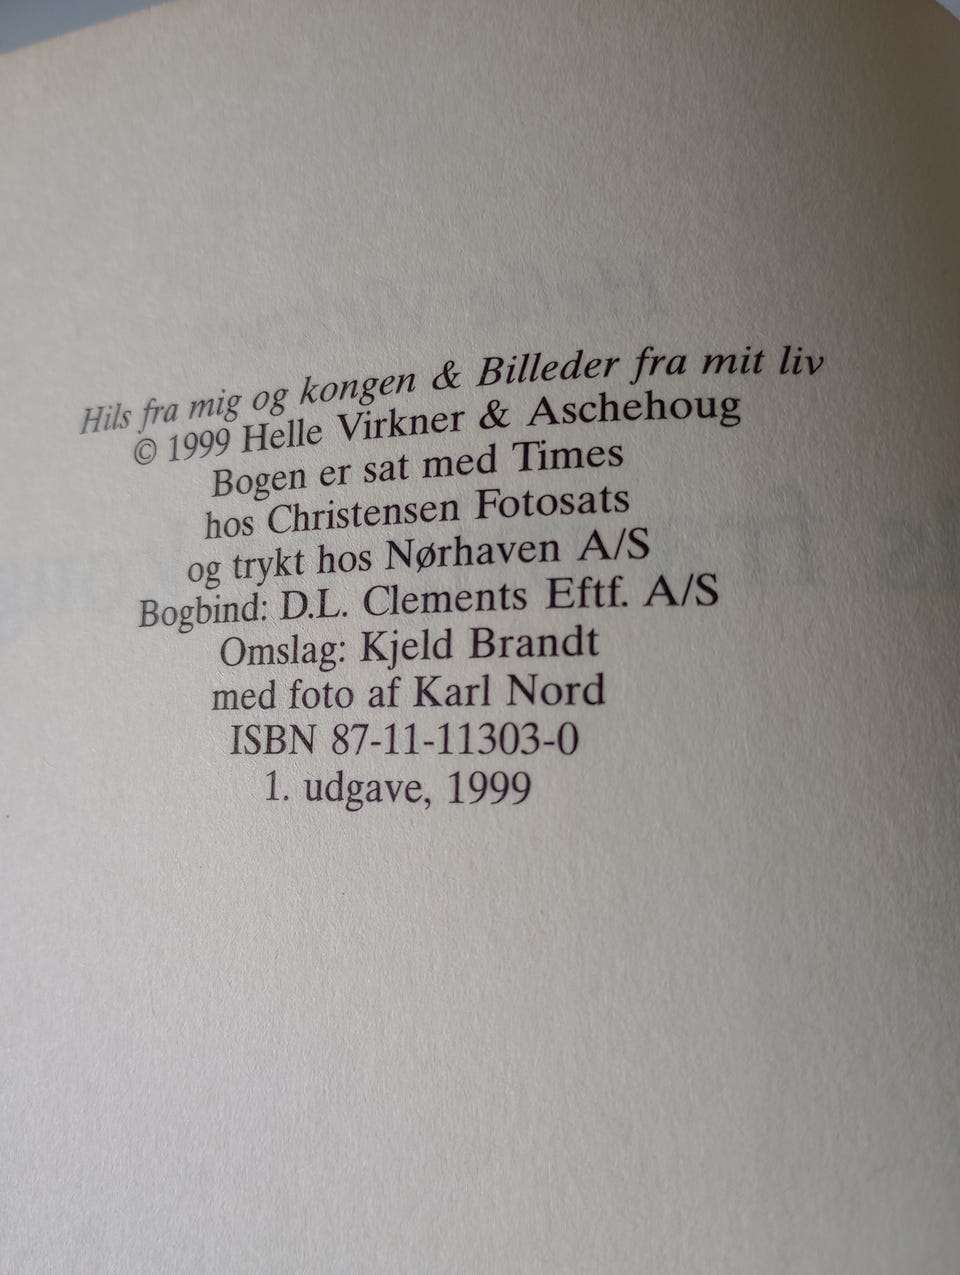 Hils fra mig og kongen & Billeder fra mit liv
© 1999 Helle Virkner & Aschehoug
Bogen er sat med Times
hos Christensen Fotosats
og trykt hos Nørhaven A/S
Bogbind: D.L. Clements Eftf. A/S
Omslag: Kjeld Brandt
med foto af Karl Nord
ISBN 87-11-11303-0
1. udgave, 1999